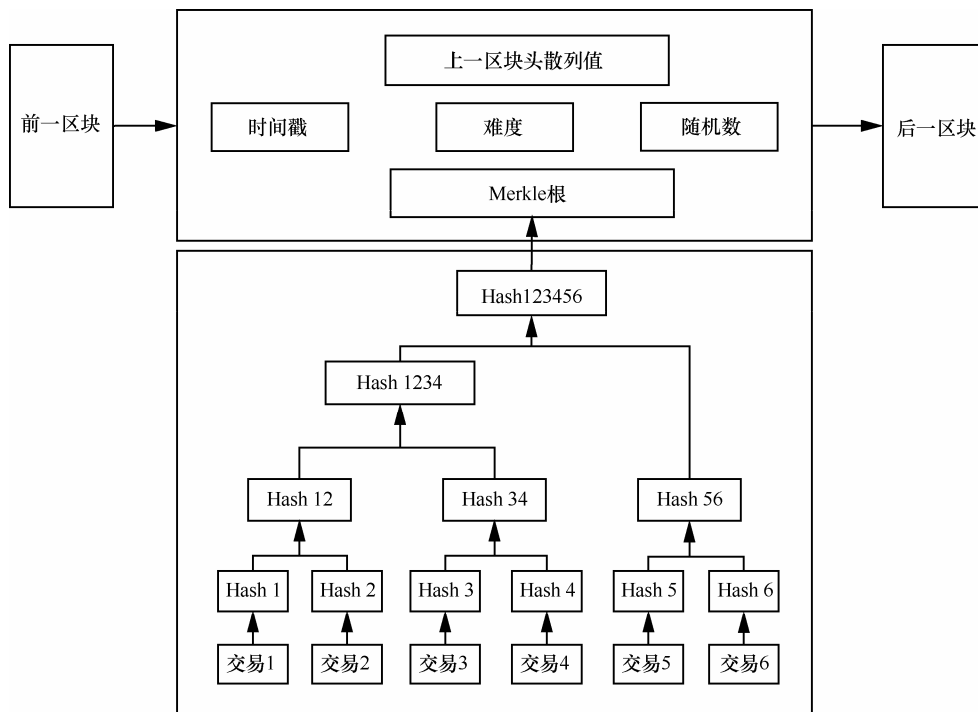 上一区块头散列值
前一区块
时间戳
难度
随机数
后一区块
Merkle根
Hash123456
Hash 1234
Hash 12
Hash 34
Hash 56
Hash 1
Hash 2
Hash 3
Hash 4
Hash 5
Hash 6
交易1
交易2
交易3
交易4
交易5
交易6